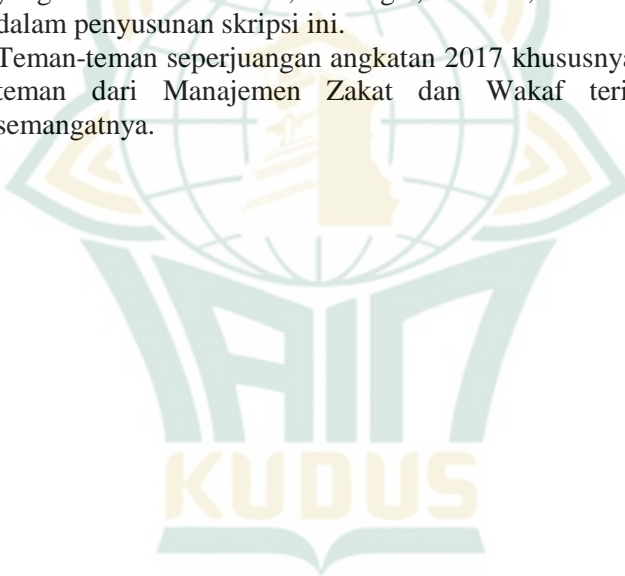 dalam penyusunan skripsi ini.
Teman-teman seperjuangan angkatan 2017 khususnya
teman dari Manajemen Zakat dan Wakaf teri
semangatnya.
IAIN
KUDUS